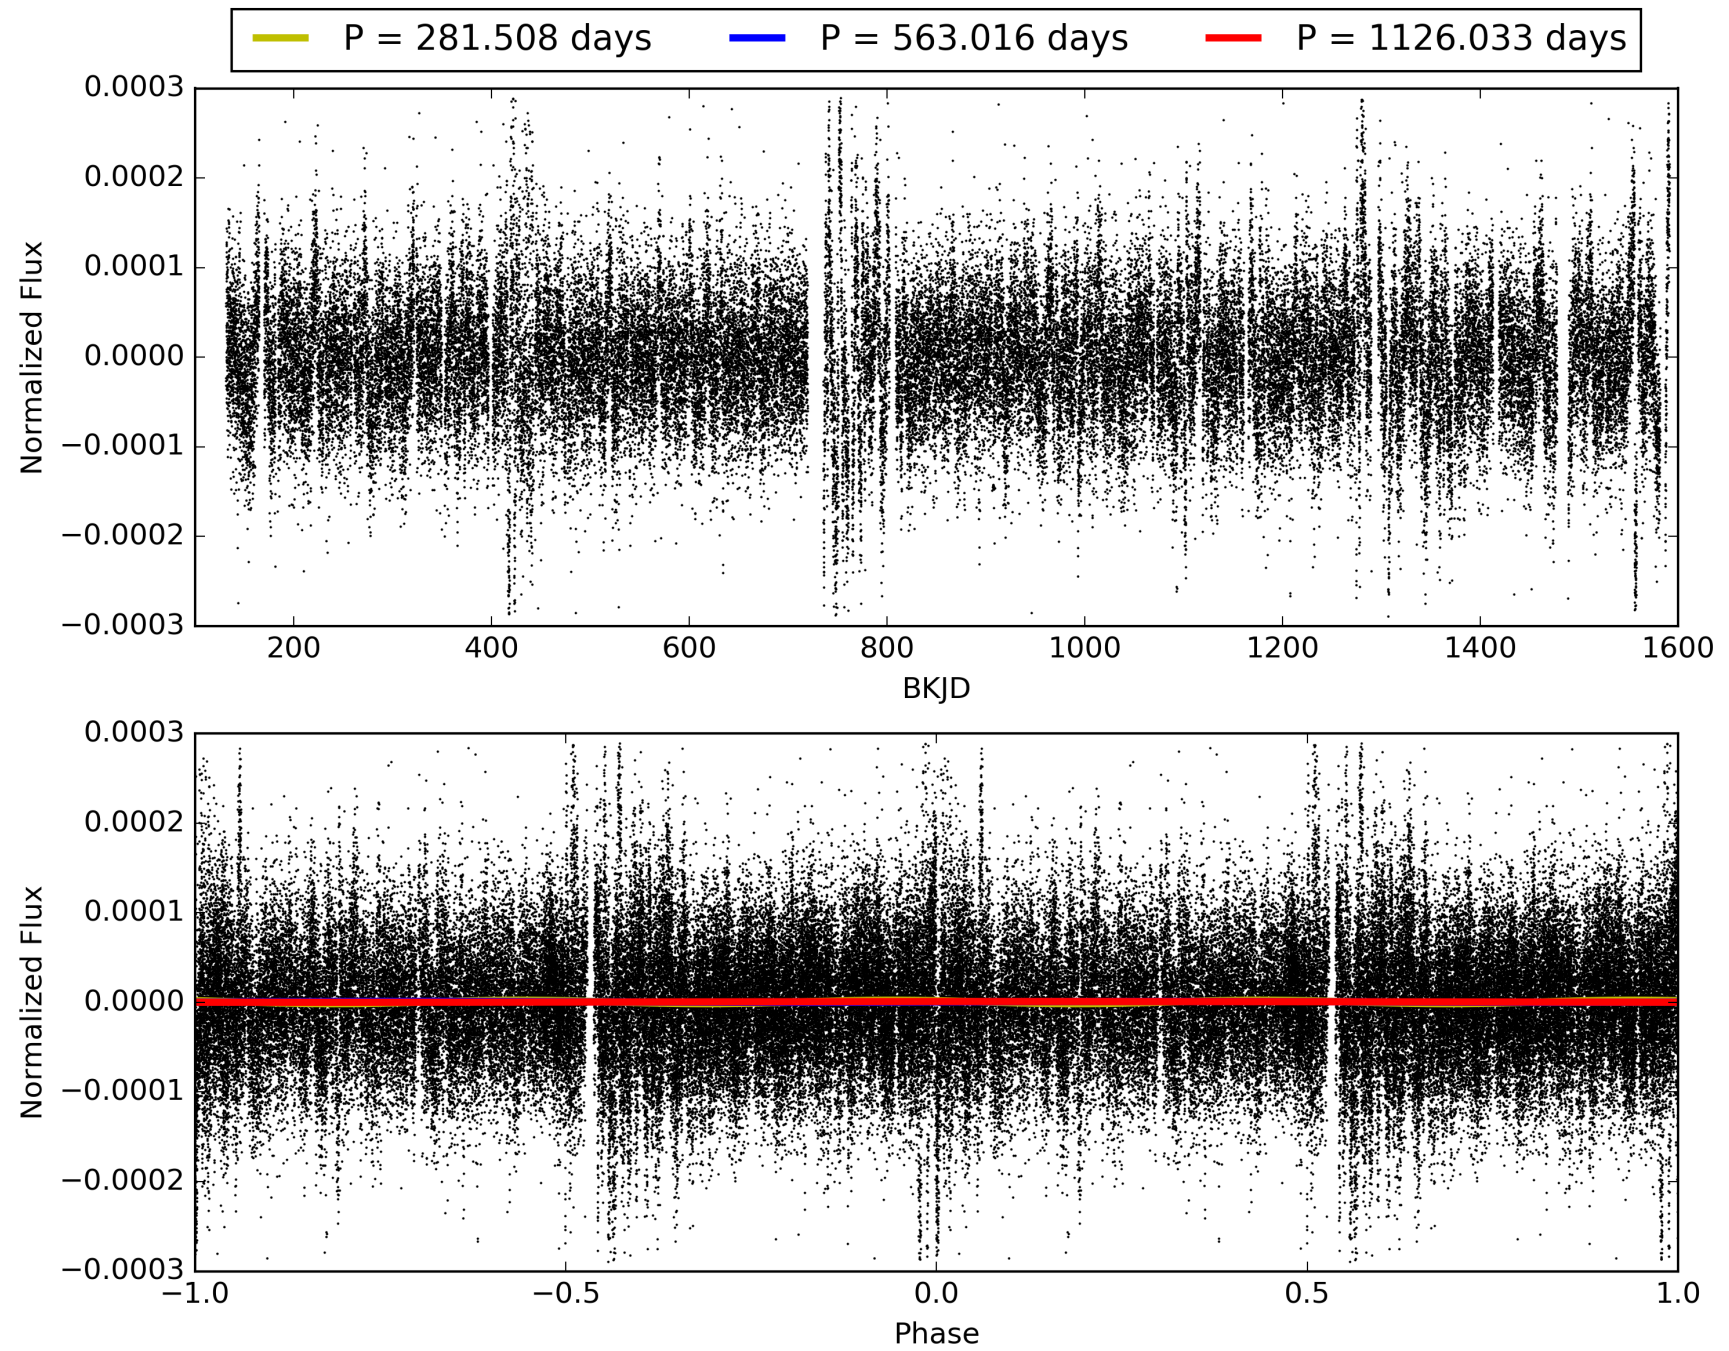 P = 281.508 days P = 563.016 days P = 1126.033 days
0.0003
0.0002
0.0001
0.0000
−0.0001
−0.0002
−0.0003
Normalized Flux
200 400 600 800 1000 1200 1400 1600
BKJD
0.0003
0.0002
0.0001
0.0000
−0.0001
−0.0002
−0.0003
Normalized Flux
−1.0 −0.5 0.0 0.5 1.0
Phase